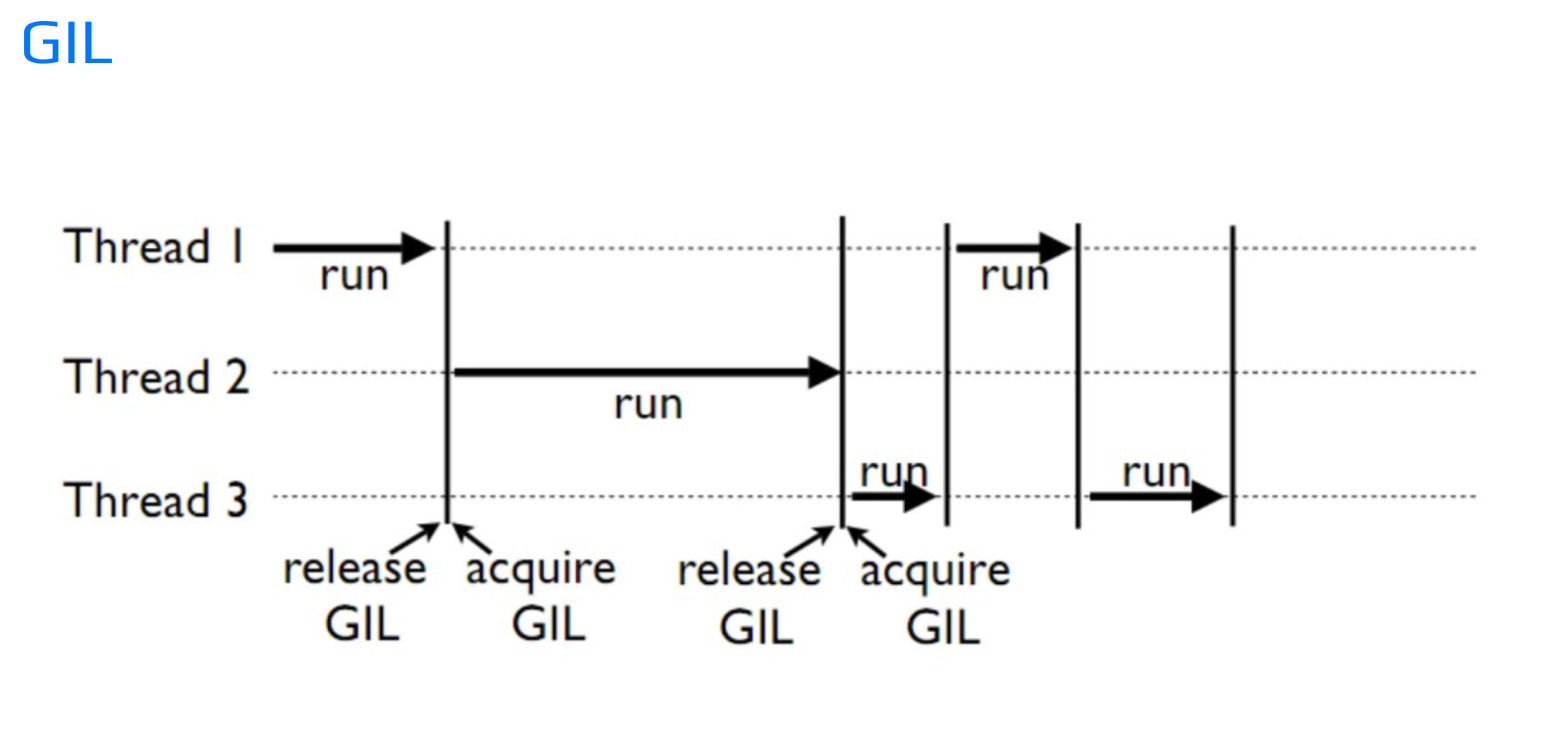 GIL
Thread 1
run
run
Thread 2
run
run
run
Thread 3
release
GIL
acquire
GIL
release
GIL
acquire
GIL